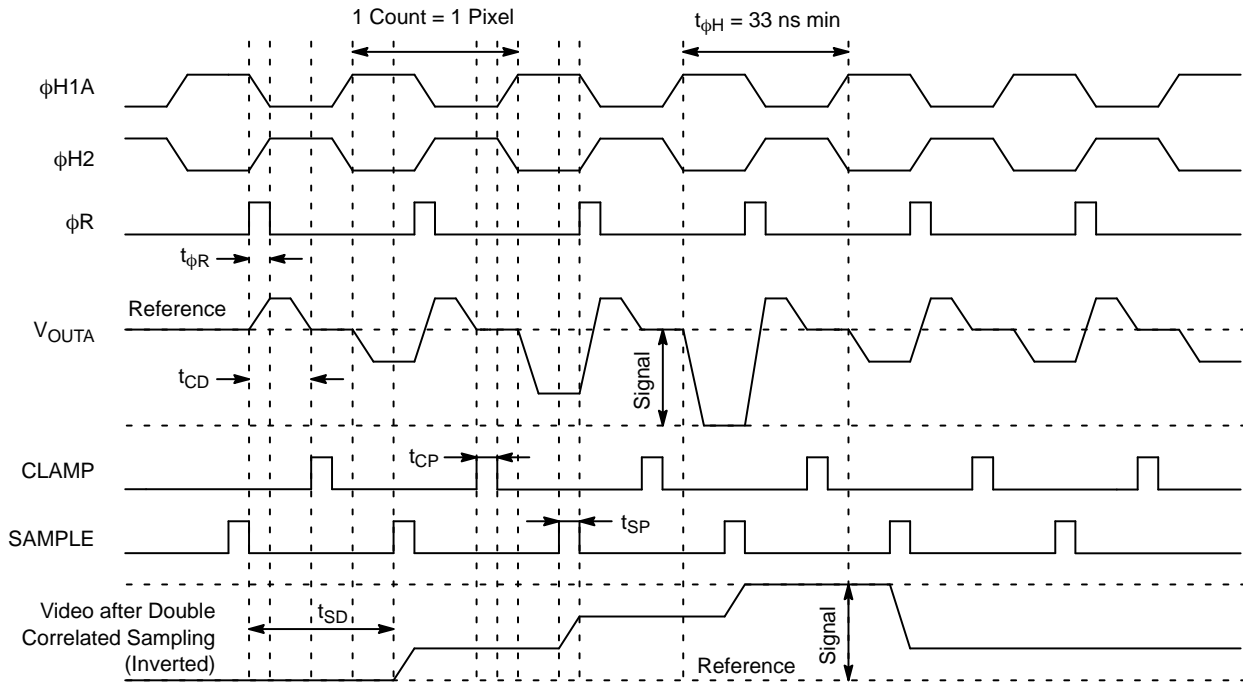 1 Count = 1 Pixel
tϕH = 33 ns min
ϕH1A
ϕH2
ϕR
tϕR
Reference
VOUTA
tCD
Signal
tCP
CLAMP
tSP
SAMPLE
Video after Double
Correlated Sampling
(Inverted)
tSD
Reference
Signal